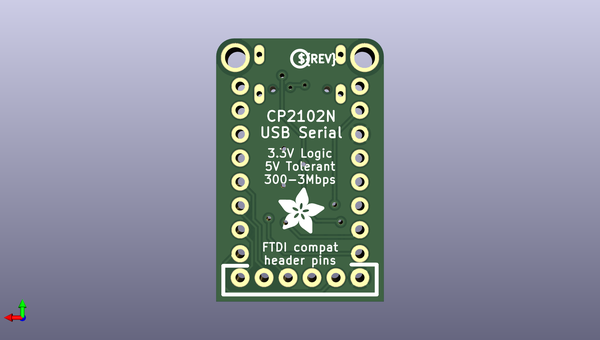 ${REV}
CP2102N
USB Serial
3.3V Logic
5V Tolerant
300-3Mbps
FTDI compat
header pins